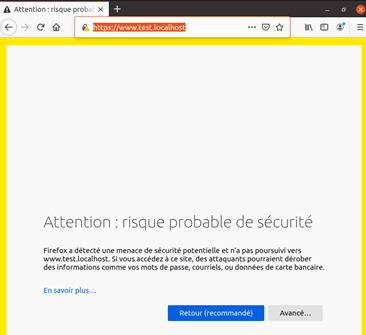 Attention : risque probab
https://www.test.localhost
Attention : risque probable de sécurité
Firefox a détecté une menace de sécurité potentielle et n'a pas poursuivi vers
www.test.localhost. Si vous accédez à ce site, des attaquants pourraient dérober
des informations comme vos mots de passe, courriels, ou données de carte bancaire.
En savoir plus…
Retour (recommandé) Avancé…